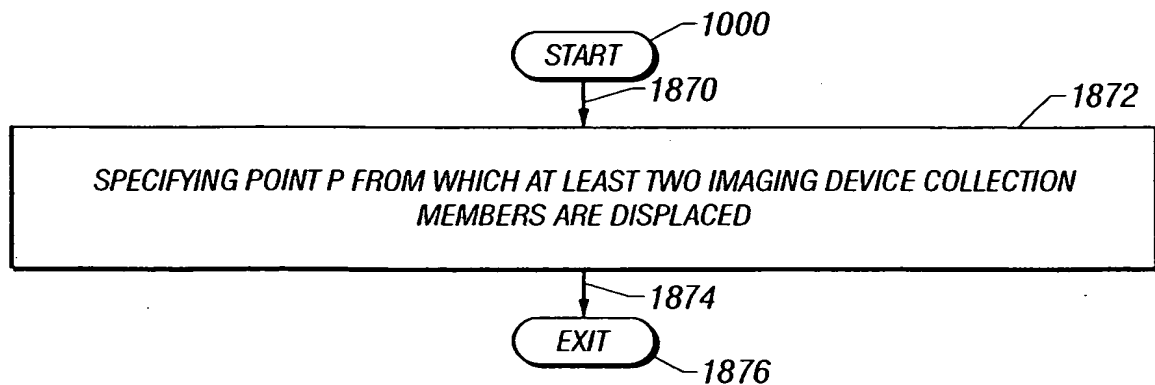 1000
START
1870
1872
SPECIFYING POINT P FROM WHICH AT LEAST TWO IMAGING DEVICE COLLECTION
MEMBERS ARE DISPLACED
1874
EXIT
1876